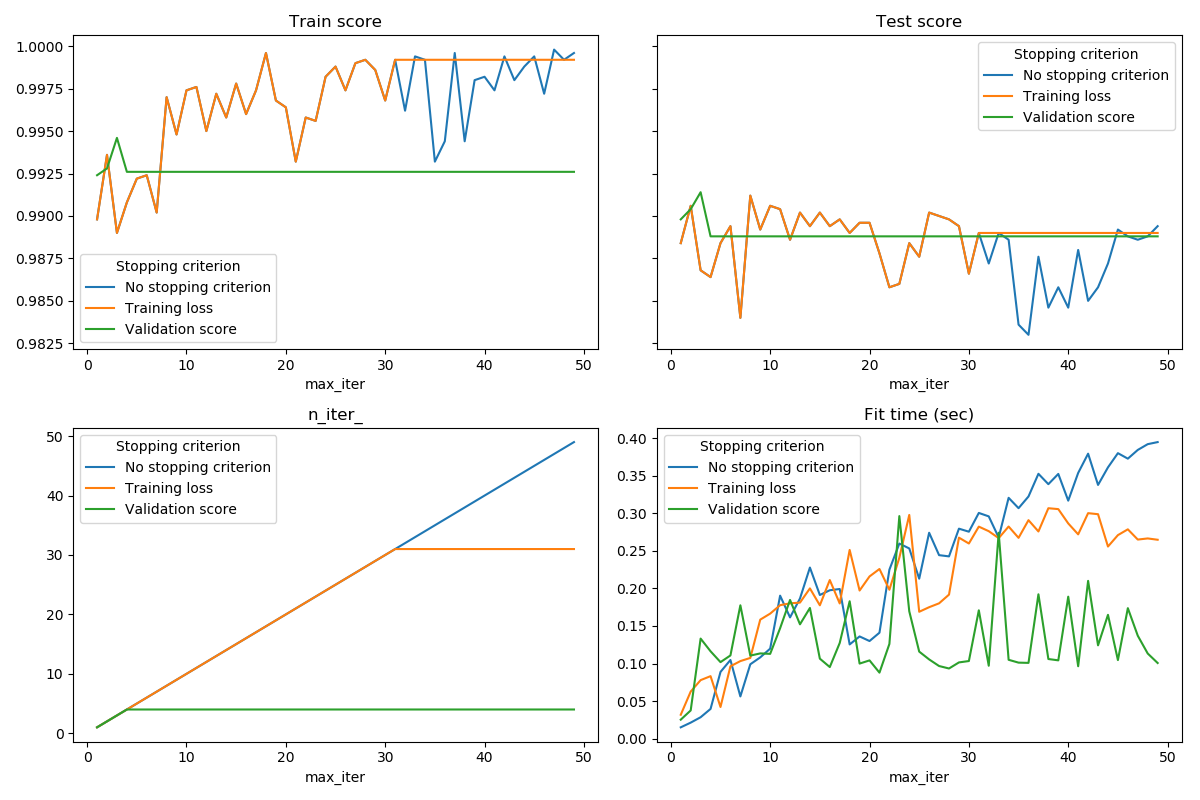 Train score
1.0000
0.9975
0.9950
0.9925
0.9900
0.9875
0.9850
0.9825
Stopping criterion
No stopping criterion
Training loss
Validation score
0 10 20 30 40 50
max_iter
Test score
Stopping criterion
No stopping criterion
Training loss
Validation score
0 10 20 30 40 50
max_iter
n_iter_
50
40
30
20
10
0
Stopping criterion
No stopping criterion
Training loss
Validation score
0 10 20 30 40 50
max_iter
Fit time (sec)
0.40
0.35
0.30
0.25
0.20
0.15
0.10
0.05
0.00
Stopping criterion
No stopping criterion
Training loss
Validation score
0 10 20 30 40 50
max_iter